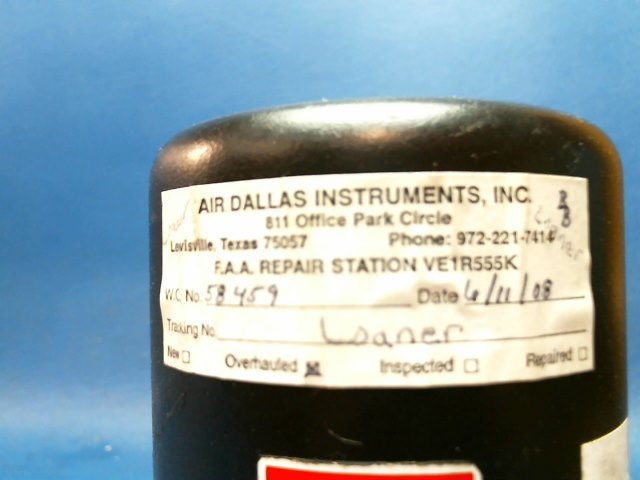 AIR DALLAS INSTRUMENTS, INC.
811 Office Park Circle
Lewisville, Texas 75057 Phone: 972-221-7414
F.A.A. REPAIR STATION VE1R555K
W.C. No. 58459 Date 6/11/08
Tracking No. Loaner
New ☐ Overhauled ☒ Inspected ☐ Repaired ☐